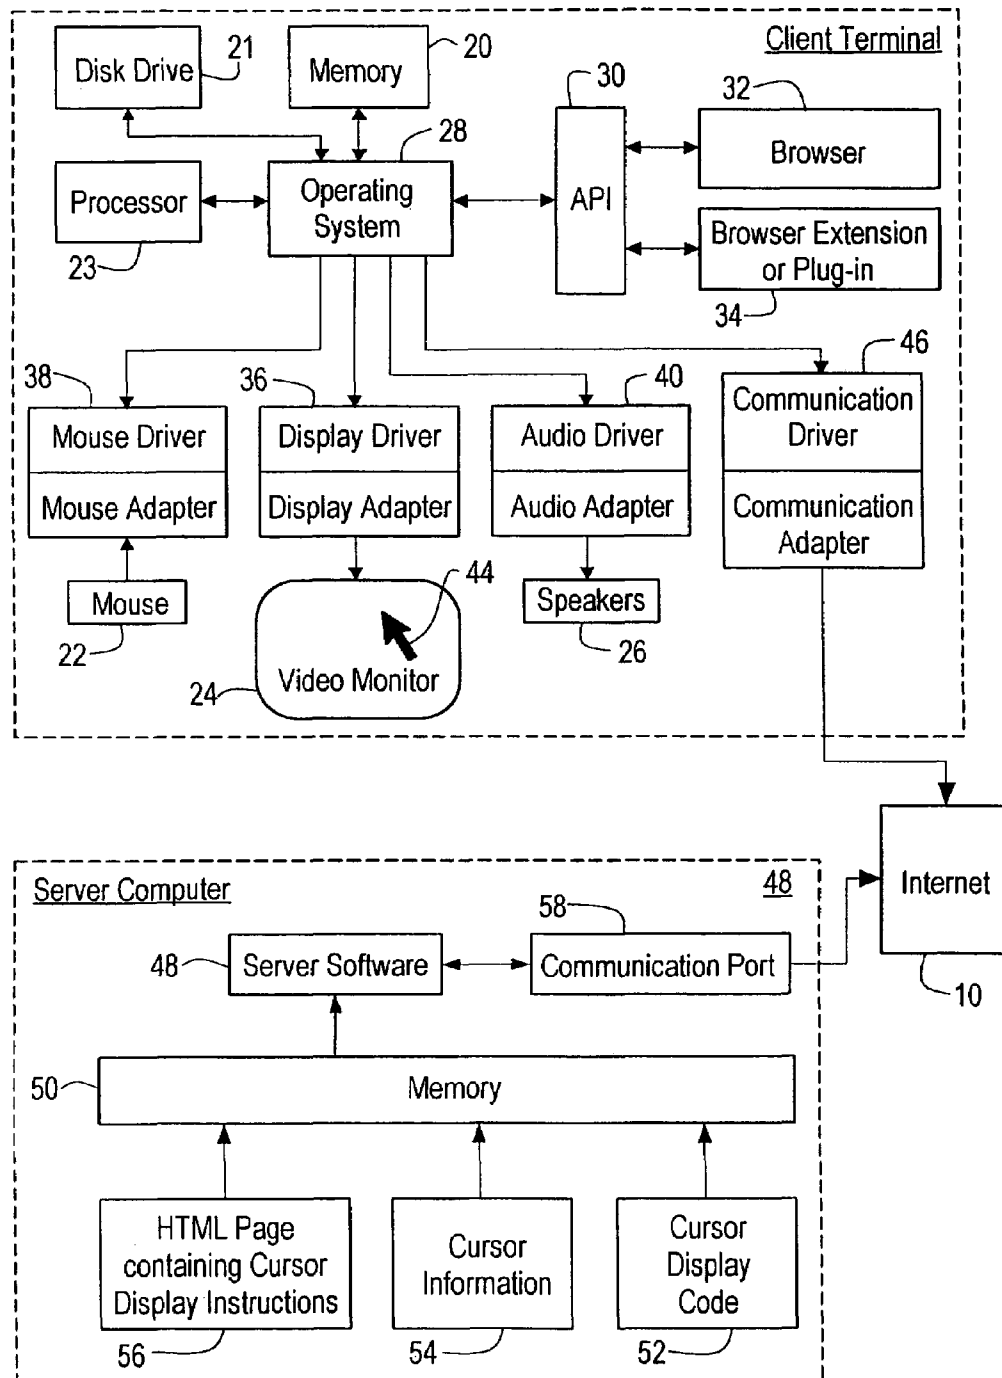 Client Terminal
21
20
Disk Drive
Memory
30
32
28
Browser
Processor
Operating
System
API
23
Browser Extension
or Plug-in
34
38
36
40
46
Mouse Driver
Display Driver
Audio Driver
Communication
Driver
Mouse Adapter
Display Adapter
Audio Adapter
Communication
Adapter
44
Mouse
Speakers
22
26
24
Video Monitor
Internet
10
Server Computer
48
58
48
Server Software
Communication Port
50
Memory
HTML Page
containing Cursor
Display Instructions
Cursor
Information
Cursor
Display
Code
56
54
52